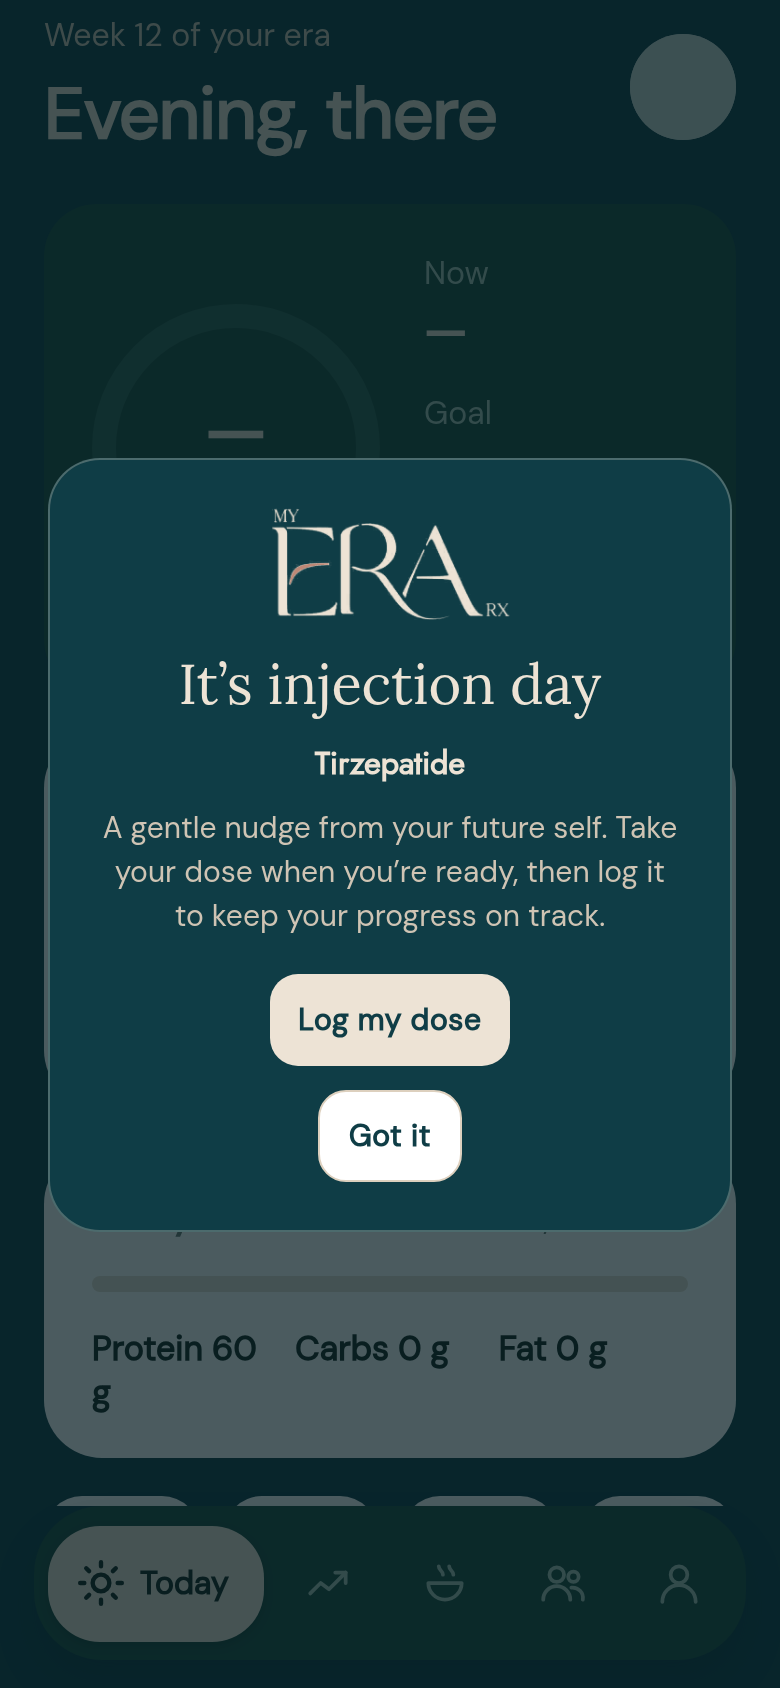 Week 12 of your era
Evening, there
Now
–
Goal
–
MY
ERA
RX
It’s injection day
Tirzepatide
A gentle nudge from your future self. Take
your dose when you’re ready, then log it
to keep your progress on track.
Log my dose
Got it
Protein 60
g
Carbs 0 g
Fat 0 g
Today